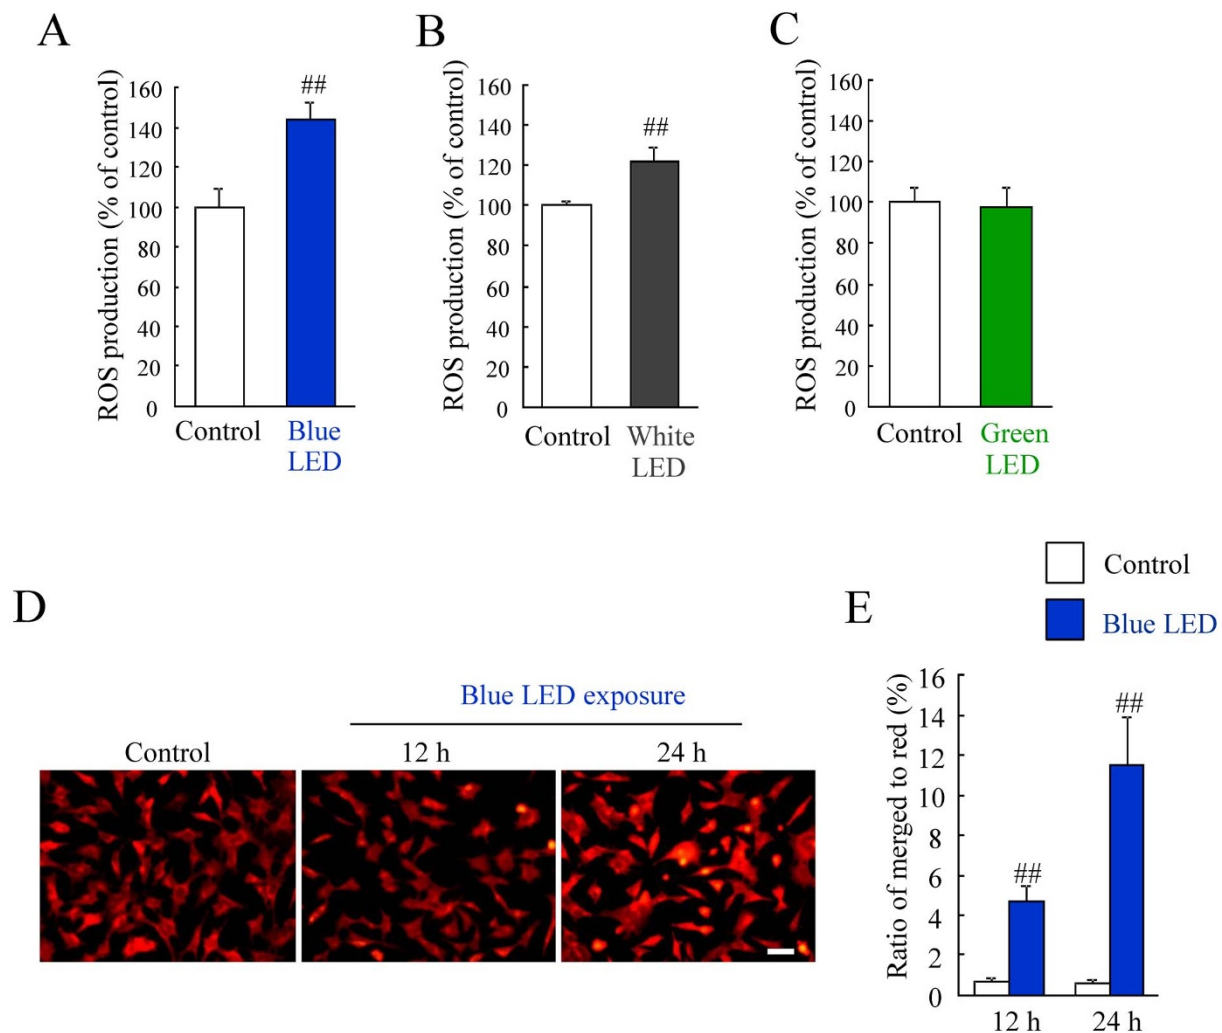 A
ROS production (% of control)
160
140
120
100
80
60
40
20
0
##
Control
Blue
LED
B
ROS production (% of control)
160
140
120
100
80
60
40
20
0
##
Control
White
LED
C
ROS production (% of control)
160
140
120
100
80
60
40
20
0
Control
Green
LED
D
Blue LED exposure
Control
12 h
24 h
Control
Blue LED
E
Ratio of merged to red (%)
16
14
12
10
8
6
4
2
0
##
##
12 h
24 h